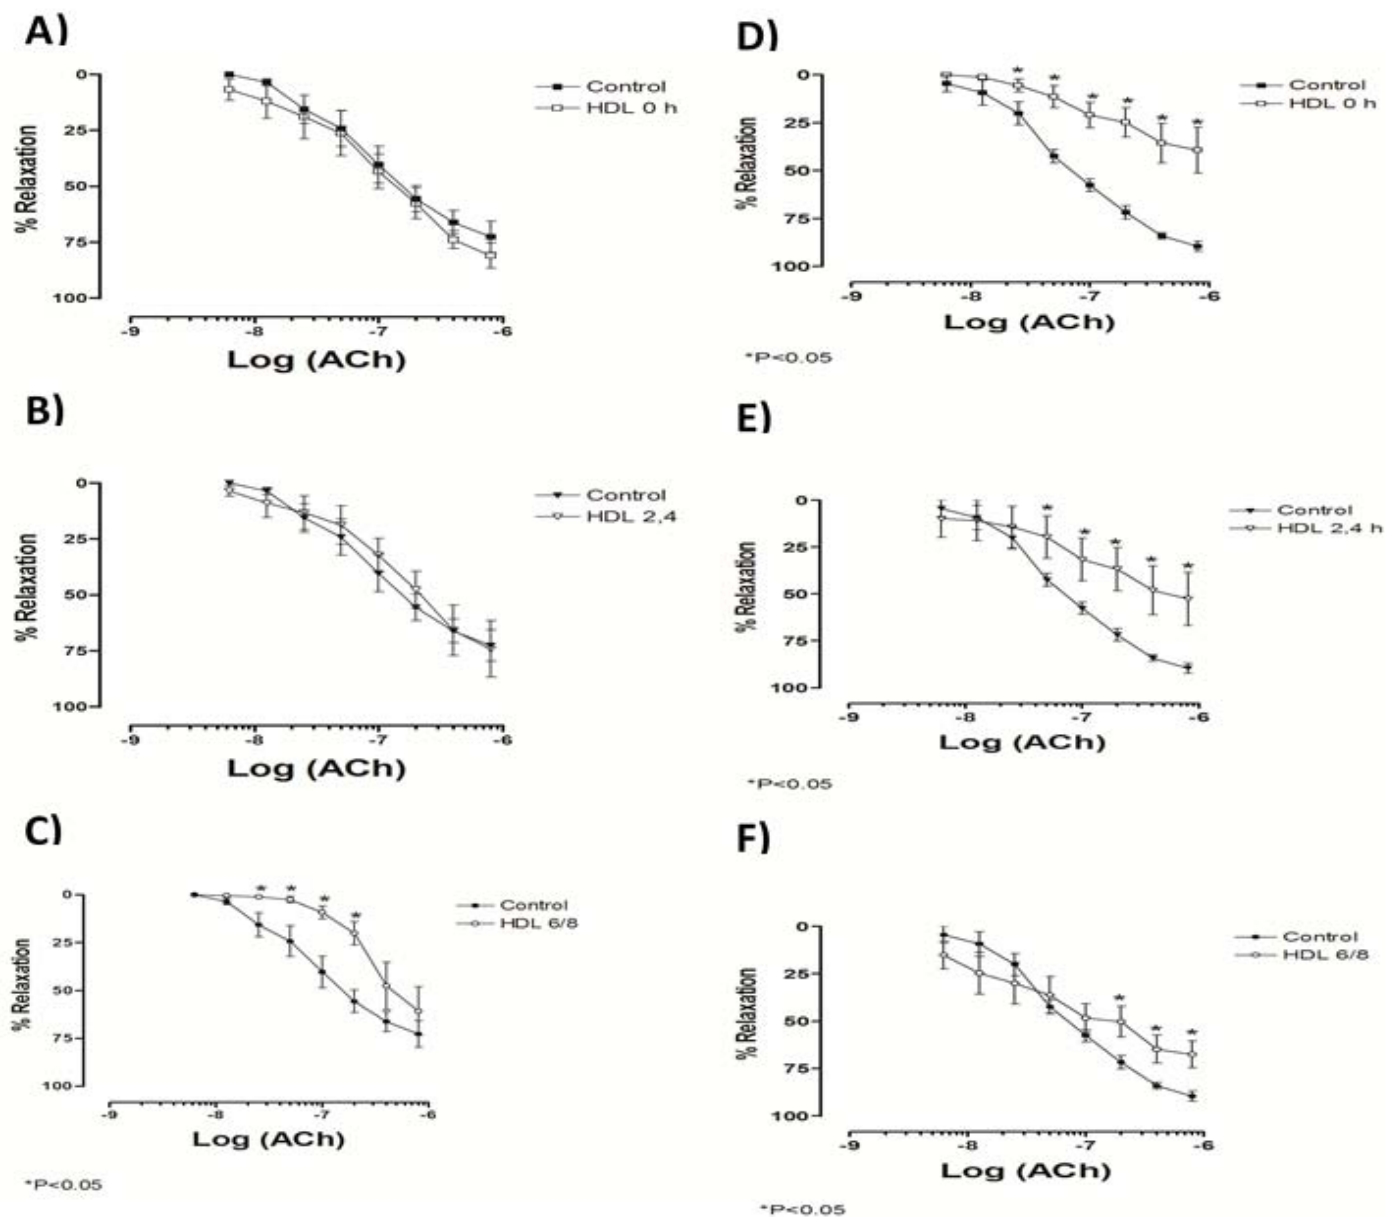 A)
0
25
50
75
100
% Relaxation
Control
HDL 0 h
-9
-8
-7
-6
Log (ACh)
B)
0
25
50
75
100
% Relaxation
Control
HDL 2,4
-9
-8
-7
-6
Log (ACh)
C)
0
25
50
75
100
% Relaxation
* * * *
Control
HDL 6/8
-9
-8
-7
-6
Log (ACh)
*P<0.05
D)
0
25
50
75
100
% Relaxation
* * * * * *
Control
HDL 0 h
-9
-8
-7
-6
Log (ACh)
*P<0.05
E)
0
25
50
75
100
% Relaxation
* * * * *
Control
HDL 2,4 h
-9
-8
-7
-6
Log (ACh)
*P<0.05
F)
0
25
50
75
100
% Relaxation
* * *
Control
HDL 6/8
-9
-8
-7
-6
Log (ACh)
*P<0.05